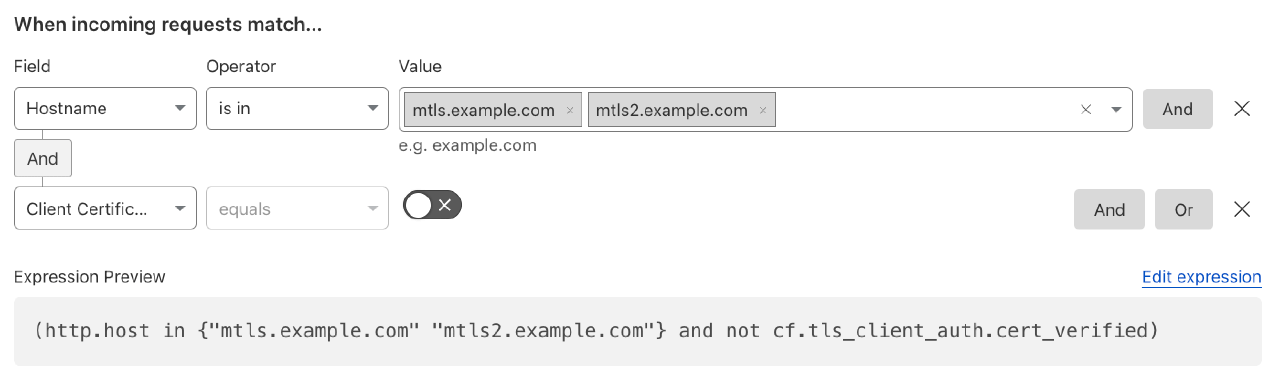 When incoming requests match...
Field Operator Value
Hostname is in mtls.example.com × mtls2.example.com × × And ×
e.g. example.com
And
Client Certific... equals × And Or ×
Expression Preview Edit expression
(http.host in {"mtls.example.com" "mtls2.example.com"} and not cf.tls_client_auth.cert_verified)